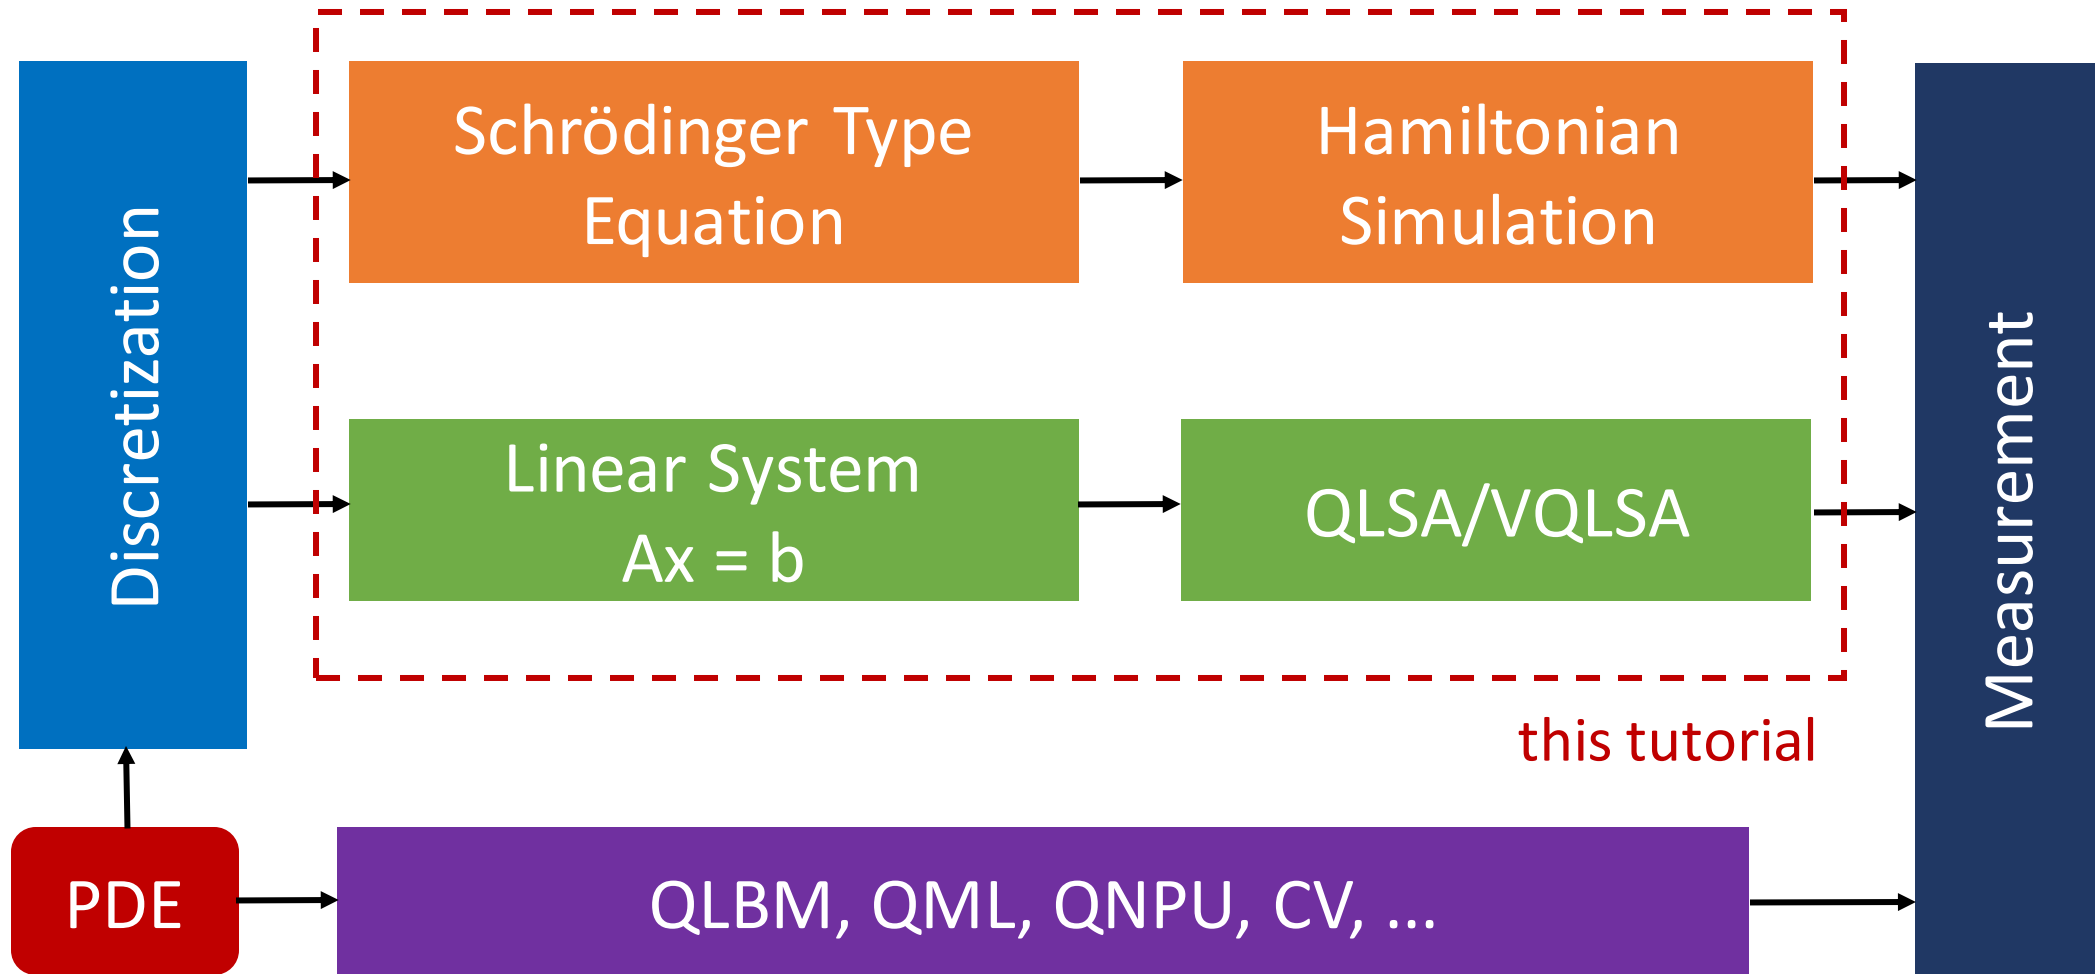 Discretization
Schrödinger Type
Equation
Hamiltonian
Simulation
Linear System
Ax = b
QLSA/VQLSA
Measurement
this tutorial
PDE
QLBM, QML, QNPU, CV, ...